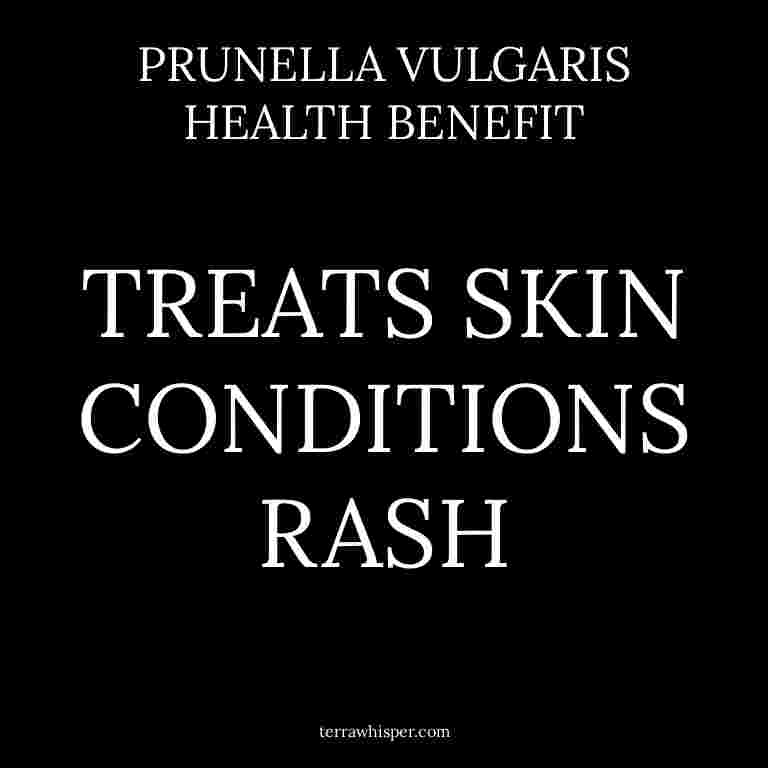 PRUNELLA VULGARIS
HEALTH BENEFIT
TREATS SKIN
CONDITIONS
RASH
terrawhisper.com